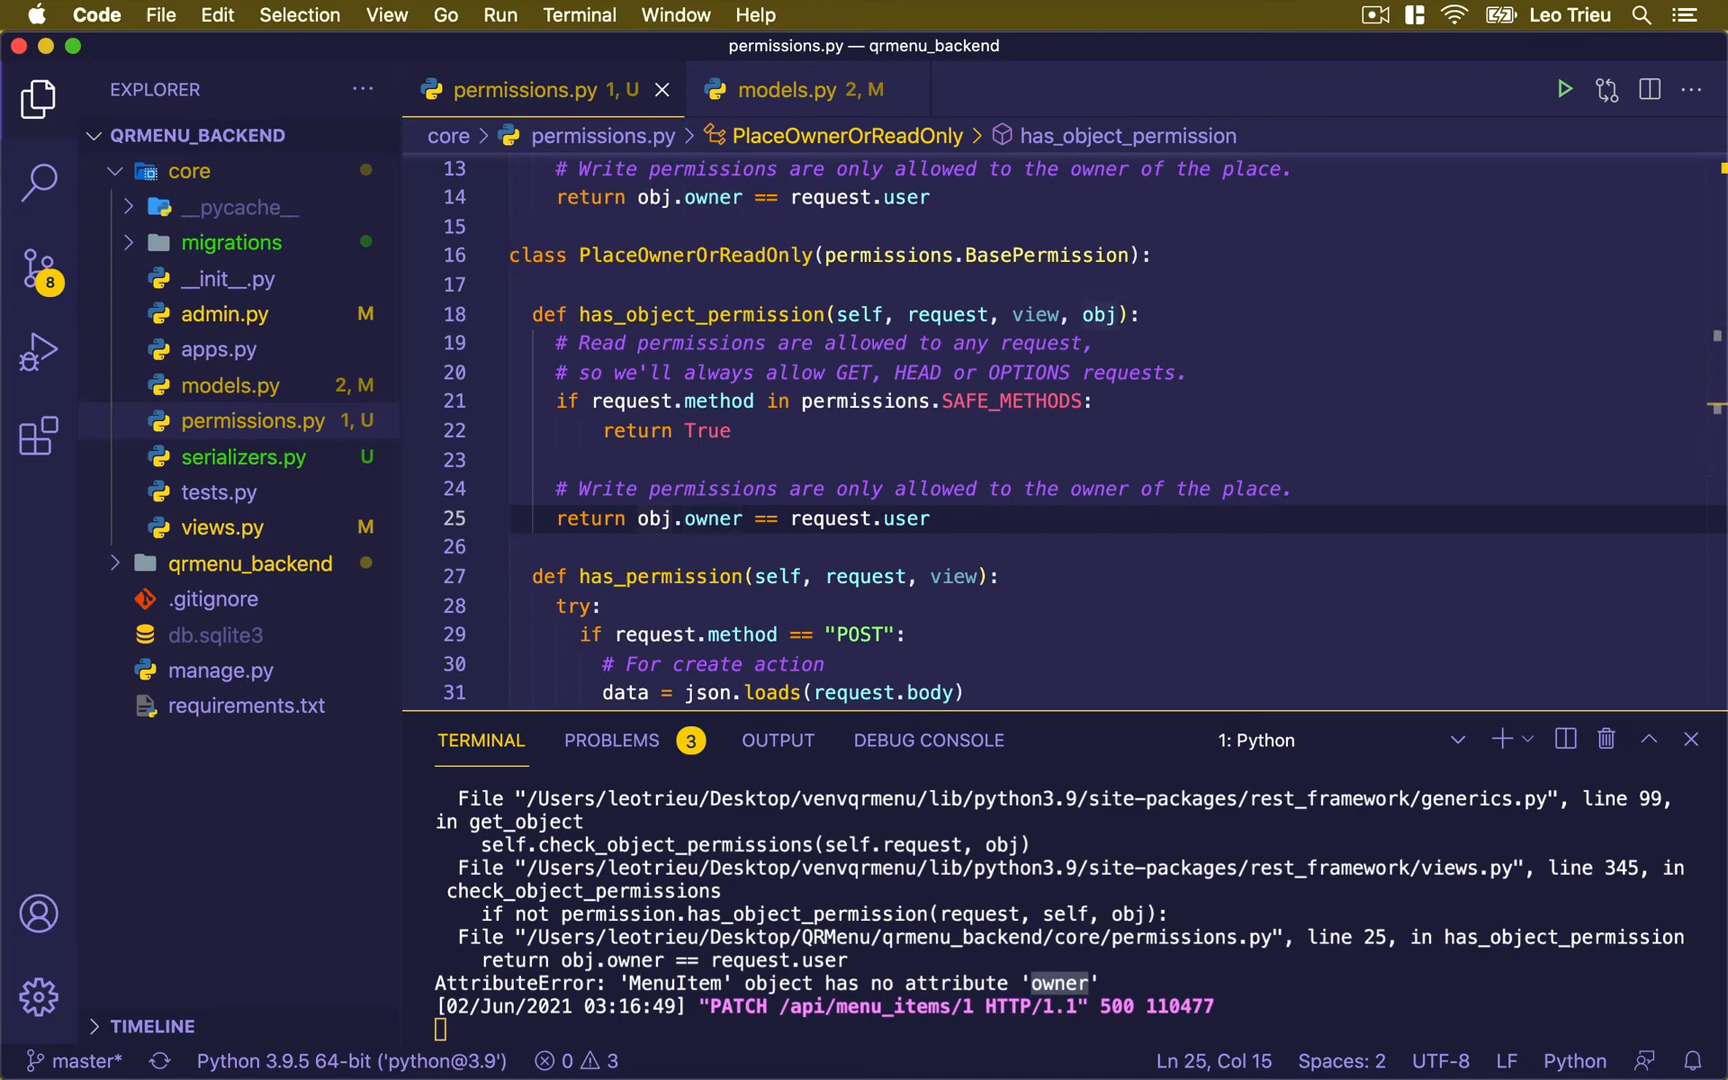 Code File Edit Selection View Go Run Terminal Window Help Leo Trieu
permissions.py — qrmenu_backend
EXPLORER
QRMENU_BACKEND
core
__pycache__
migrations
__init__.py
admin.py M
apps.py
models.py 2, M
permissions.py 1, U
serializers.py U
tests.py
views.py M
qrmenu_backend
.gitignore
db.sqlite3
manage.py
requirements.txt
TIMELINE
8
permissions.py 1, U
models.py 2, M
core > permissions.py > PlaceOwnerOrReadOnly > has_object_permission
13 # Write permissions are only allowed to the owner of the place.
14 return obj.owner == request.user
15
16 class PlaceOwnerOrReadOnly(permissions.BasePermission):
17
18 def has_object_permission(self, request, view, obj):
19 # Read permissions are allowed to any request,
20 # so we'll always allow GET, HEAD or OPTIONS requests.
21 if request.method in permissions.SAFE_METHODS:
22 return True
23
24 # Write permissions are only allowed to the owner of the place.
25 return obj.owner == request.user
26
27 def has_permission(self, request, view):
28 try:
29 if request.method == "POST":
30 # For create action
31 data = json.loads(request.body)
TERMINAL PROBLEMS 3 OUTPUT DEBUG CONSOLE 1: Python
File "/Users/leotrieu/Desktop/venvqrmenu/lib/python3.9/site-packages/rest_framework/generics.py", line 99,
in get_object
self.check_object_permissions(self.request, obj)
File "/Users/leotrieu/Desktop/venvqrmenu/lib/python3.9/site-packages/rest_framework/views.py", line 345, in
check_object_permissions
if not permission.has_object_permission(request, self, obj):
File "/Users/leotrieu/Desktop/QRMenu/qrmenu_backend/core/permissions.py", line 25, in has_object_permission
return obj.owner == request.user
AttributeError: 'MenuItem' object has no attribute 'owner'
[02/Jun/2021 03:16:49] "PATCH /api/menu_items/1 HTTP/1.1" 500 110477
master* Python 3.9.5 64-bit ('python@3.9') 0 3 Ln 25, Col 15 Spaces: 2 UTF-8 LF Python